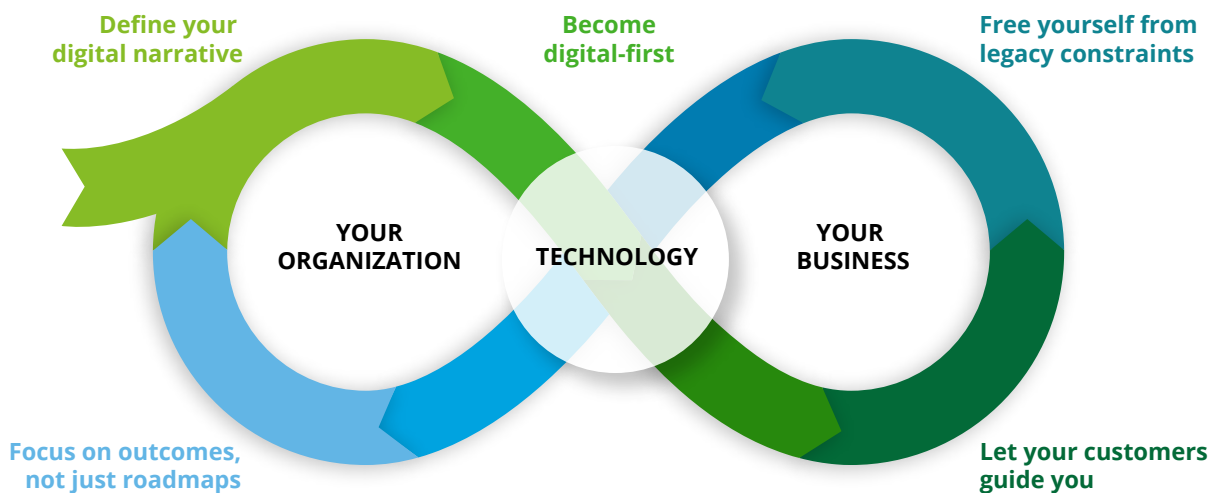 Define your
digital narrative
Become
digital-first
Free yourself from
legacy constraints
YOUR
ORGANIZATION
TECHNOLOGY
YOUR
BUSINESS
Focus on outcomes,
not just roadmaps
Let your customers
guide you